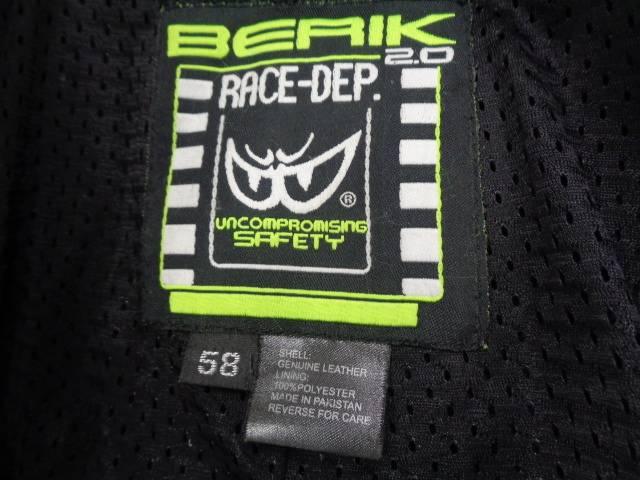 BERIK
2.0
RACE-DEP.
®
UNCOMPROMISING
SAFETY
58
SHELL:
GENUINE LEATHER
LINING:
100%POLYESTER
MADE IN PAKISTAN
REVERSE FOR CARE